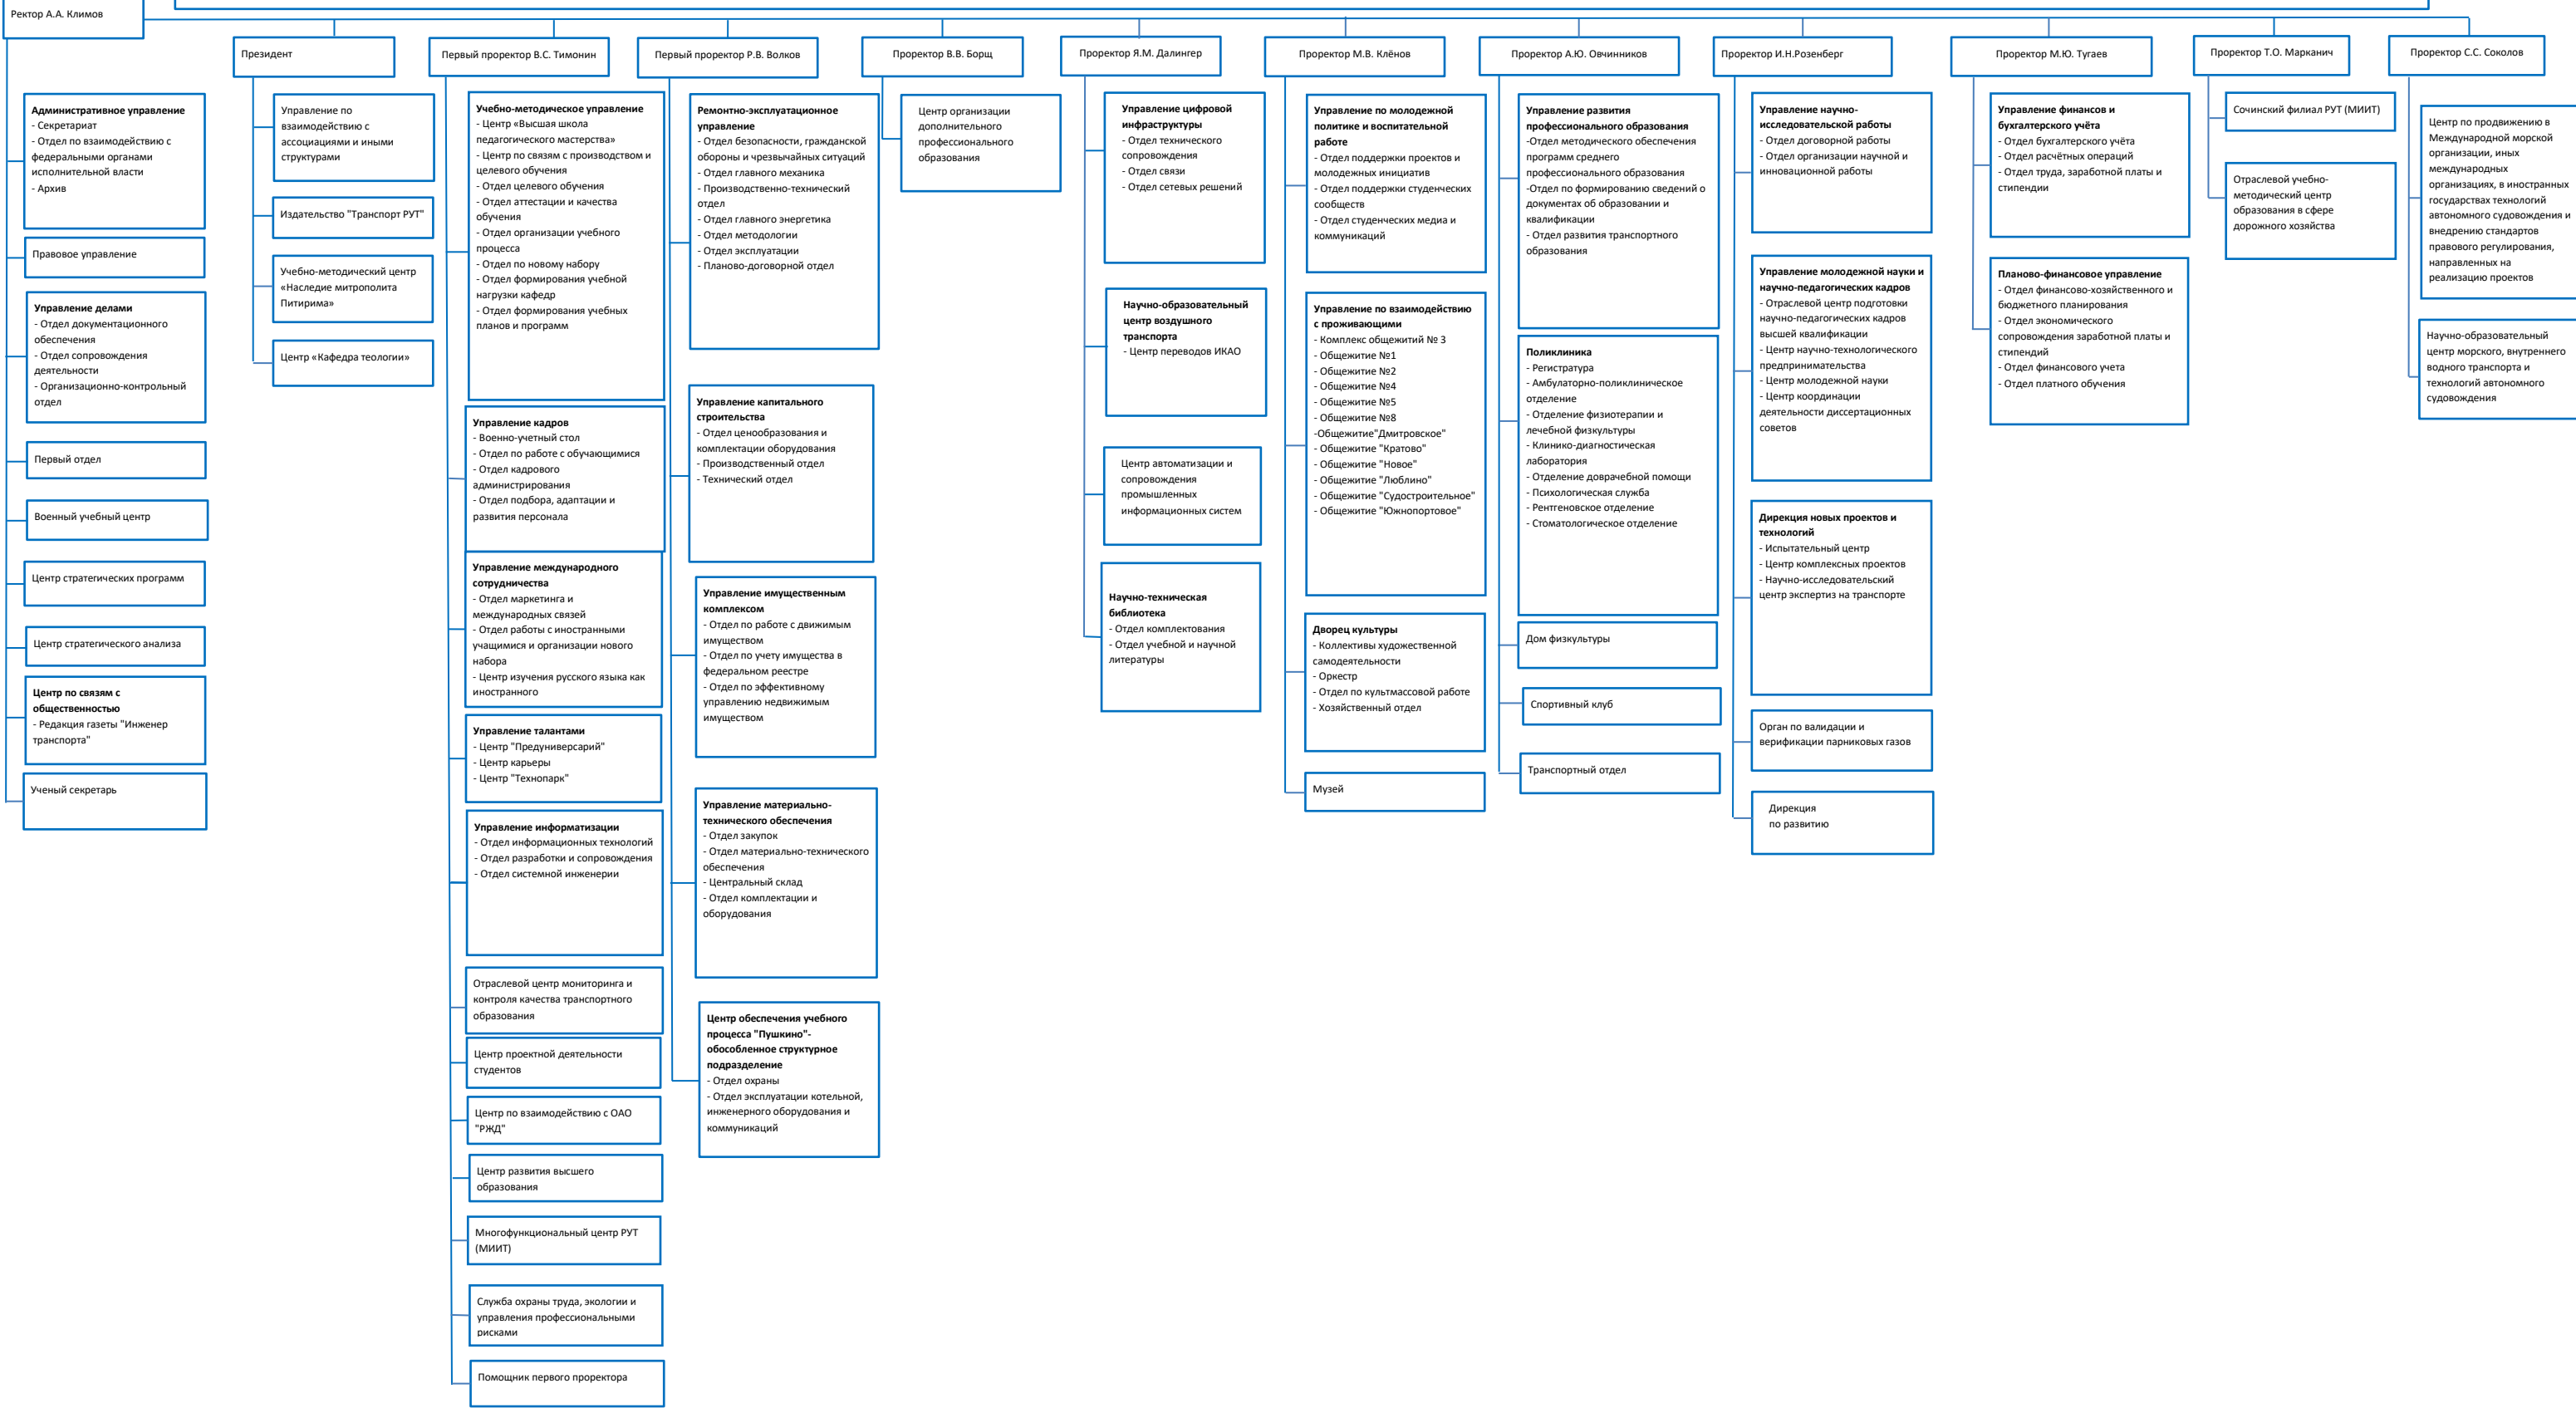 Ректор А.А. Климов
Президент
Первый проректор В.С. Тимонин
Первый проректор Р.В. Волков
Проректор В.В. Борщ
Проректор Я.М. Далингер
Проректор М.В. Клёнов
Проректор А.Ю. Овчинников
Проректор И.Н.Розенберг
Проректор М.Ю. Тугаев
Проректор Т.О. Марканич
Проректор С.С. Соколов
Административное управление
- Секретариат
- Отдел по взаимодействию с
федеральными органами
исполнительной власти
- Архив
Правовое управление
Управление делами
- Отдел документационного
обеспечения
- Отдел сопровождения
деятельности
- Организационно-контрольный
отдел
Первый отдел
Военный учебный центр
Центр стратегических программ
Центр стратегического анализа
Центр по связям с
общественностью
- Редакция газеты "Инженер
транспорта"
Ученый секретарь
Управление по
взаимодействию с
ассоциациями и иными
структурами
Издательство "Транспорт РУТ"
Учебно-методический центр
«Наследие митрополита
Питирима»
Центр «Кафедра теологии»
Учебно-методическое управление
- Центр «Высшая школа
педагогического мастерства»
- Центр по связям с производством и
целевого обучения
- Отдел целевого обучения
- Отдел аттестации и качества
обучения
- Отдел организации учебного
процесса
- Отдел по новому набору
- Отдел формирования учебной
нагрузки кафедр
- Отдел формирования учебных
планов и программ
Управление кадров
- Военно-учетный стол
- Отдел по работе с обучающимися
- Отдел кадрового
администрирования
- Отдел подбора, адаптации и
развития персонала
Управление международного
сотрудничества
- Отдел маркетинга и
международных связей
- Отдел работы с иностранными
учащимися и организации нового
набора
- Центр изучения русского языка как
иностранного
Управление талантами
- Центр "Предуниверсарий"
- Центр карьеры
- Центр "Технопарк"
Управление информатизации
- Отдел информационных технологий
- Отдел разработки и сопровождения
- Отдел системной инженерии
Отраслевой центр мониторинга и
контроля качества транспортного
образования
Центр проектной деятельности
студентов
Центр по взаимодействию с ОАО
"РЖД"
Центр развития высшего
образования
Многофункциональный центр РУТ
(МИИТ)
Служба охраны труда, экологии и
управления профессиональными
рисками
Помощник первого проректора
Ремонтно-эксплуатационное
управление
- Отдел безопасности, гражданской
обороны и чрезвычайных ситуаций
- Отдел главного механика
- Производственно-технический
отдел
- Отдел главного энергетика
- Отдел методологии
- Отдел эксплуатации
- Планово-договорной отдел
Управление капитального
строительства
- Отдел ценообразования и
комплектации оборудования
- Производственный отдел
- Технический отдел
Управление имущественным
комплексом
- Отдел по работе с движимым
имуществом
- Отдел по учету имущества в
федеральном реестре
- Отдел по эффективному
управлению недвижимым
имуществом
Управление материально-
технического обеспечения
- Отдел закупок
- Отдел материально-технического
обеспечения
- Центральный склад
- Отдел комплектации и
оборудования
Центр обеспечения учебного
процесса "Пушкино"-
обособленное структурное
подразделение
- Отдел охраны
- Отдел эксплуатации котельной,
инженерного оборудования и
коммуникаций
Центр организации
дополнительного
профессионального
образования
Управление цифровой
инфраструктуры
- Отдел технического
сопровождения
- Отдел связи
- Отдел сетевых решений
Научно-образовательный
центр воздушного
транспорта
- Центр переводов ИКАО
Центр автоматизации и
сопровождения
промышленных
информационных систем
Научно-техническая
библиотека
- Отдел комплектования
- Отдел учебной и научной
литературы
Управление по молодежной
политике и воспитательной
работе
- Отдел поддержки проектов и
молодежных инициатив
- Отдел поддержки студенческих
сообществ
- Отдел студенческих медиа и
коммуникаций
Управление по взаимодействию
с проживающими
- Комплекс общежитий № 3
- Общежитие №1
- Общежитие №2
- Общежитие №4
- Общежитие №5
- Общежитие №8
-Общежитие"Дмитровское"
- Общежитие "Кратово"
- Общежитие "Новое"
- Общежитие "Люблино"
- Общежитие "Судостроительное"
- Общежитие "Южнопортовое"
Дворец культуры
- Коллективы художественной
самодеятельности
- Оркестр
- Отдел по культмассовой работе
- Хозяйственный отдел
Музей
Управление развития
профессионального образования
-Отдел методического обеспечения
программ среднего
профессионального образования
-Отдел по формированию сведений о
документах об образовании и
квалификации
- Отдел развития транспортного
образования
Поликлиника
- Регистратура
- Амбулаторно-поликлиническое
отделение
- Отделение физиотерапии и
лечебной физкультуры
- Клинико-диагностическая
лаборатория
- Отделение доврачебной помощи
- Психологическая служба
- Рентгеновское отделение
- Стоматологическое отделение
Дом физкультуры
Спортивный клуб
Транспортный отдел
Управление научно-
исследовательской работы
- Отдел договорной работы
- Отдел организации научной и
инновационной работы
Управление молодежной науки и
научно-педагогических кадров
- Отраслевой центр подготовки
научно-педагогических кадров
высшей квалификации
- Центр научно-технологического
предпринимательства
- Центр молодежной науки
- Центр координации
деятельности диссертационных
советов
Дирекция новых проектов и
технологий
- Испытательный центр
- Центр комплексных проектов
- Научно-исследовательский
центр экспертиз на транспорте
Орган по валидации и
верификации парниковых газов
Дирекция
по развитию
Управление финансов и
бухгалтерского учёта
- Отдел бухгалтерского учёта
- Отдел расчётных операций
- Отдел труда, заработной платы и
стипендии
Планово-финансовое управление
- Отдел финансово-хозяйственного и
бюджетного планирования
- Отдел экономического
сопровождения заработной платы и
стипендий
- Отдел финансового учета
- Отдел платного обучения
Сочинский филиал РУТ (МИИТ)
Отраслевой учебно-
методический центр
образования в сфере
дорожного хозяйства
Центр по продвижению в
Международной морской
организации, иных
международных
организациях, в иностранных
государствах технологий
автономного судовождения и
внедрению стандартов
правового регулирования,
направленных на
реализацию проектов
Научно-образовательный
центр морского, внутреннего
водного транспорта и
технологий автономного
судовождения